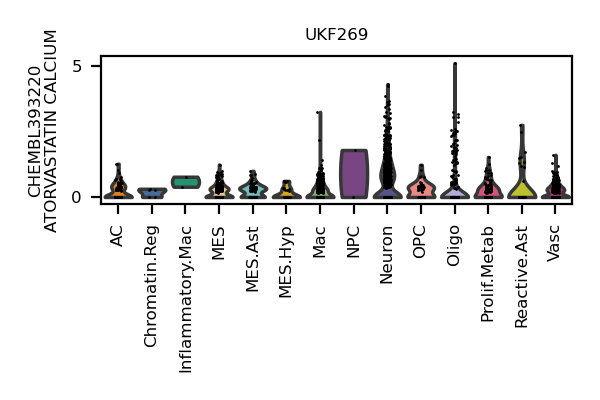 UKF269
CHEMBL393220
ATORVASTATIN CALCIUM
5
0
AC
Chromatin.Reg
Inflammatory.Mac
MES
MES.Ast
MES.Hyp
Mac
NPC
Neuron
OPC
Oligo
Prolif.Metab
Reactive.Ast
Vasc